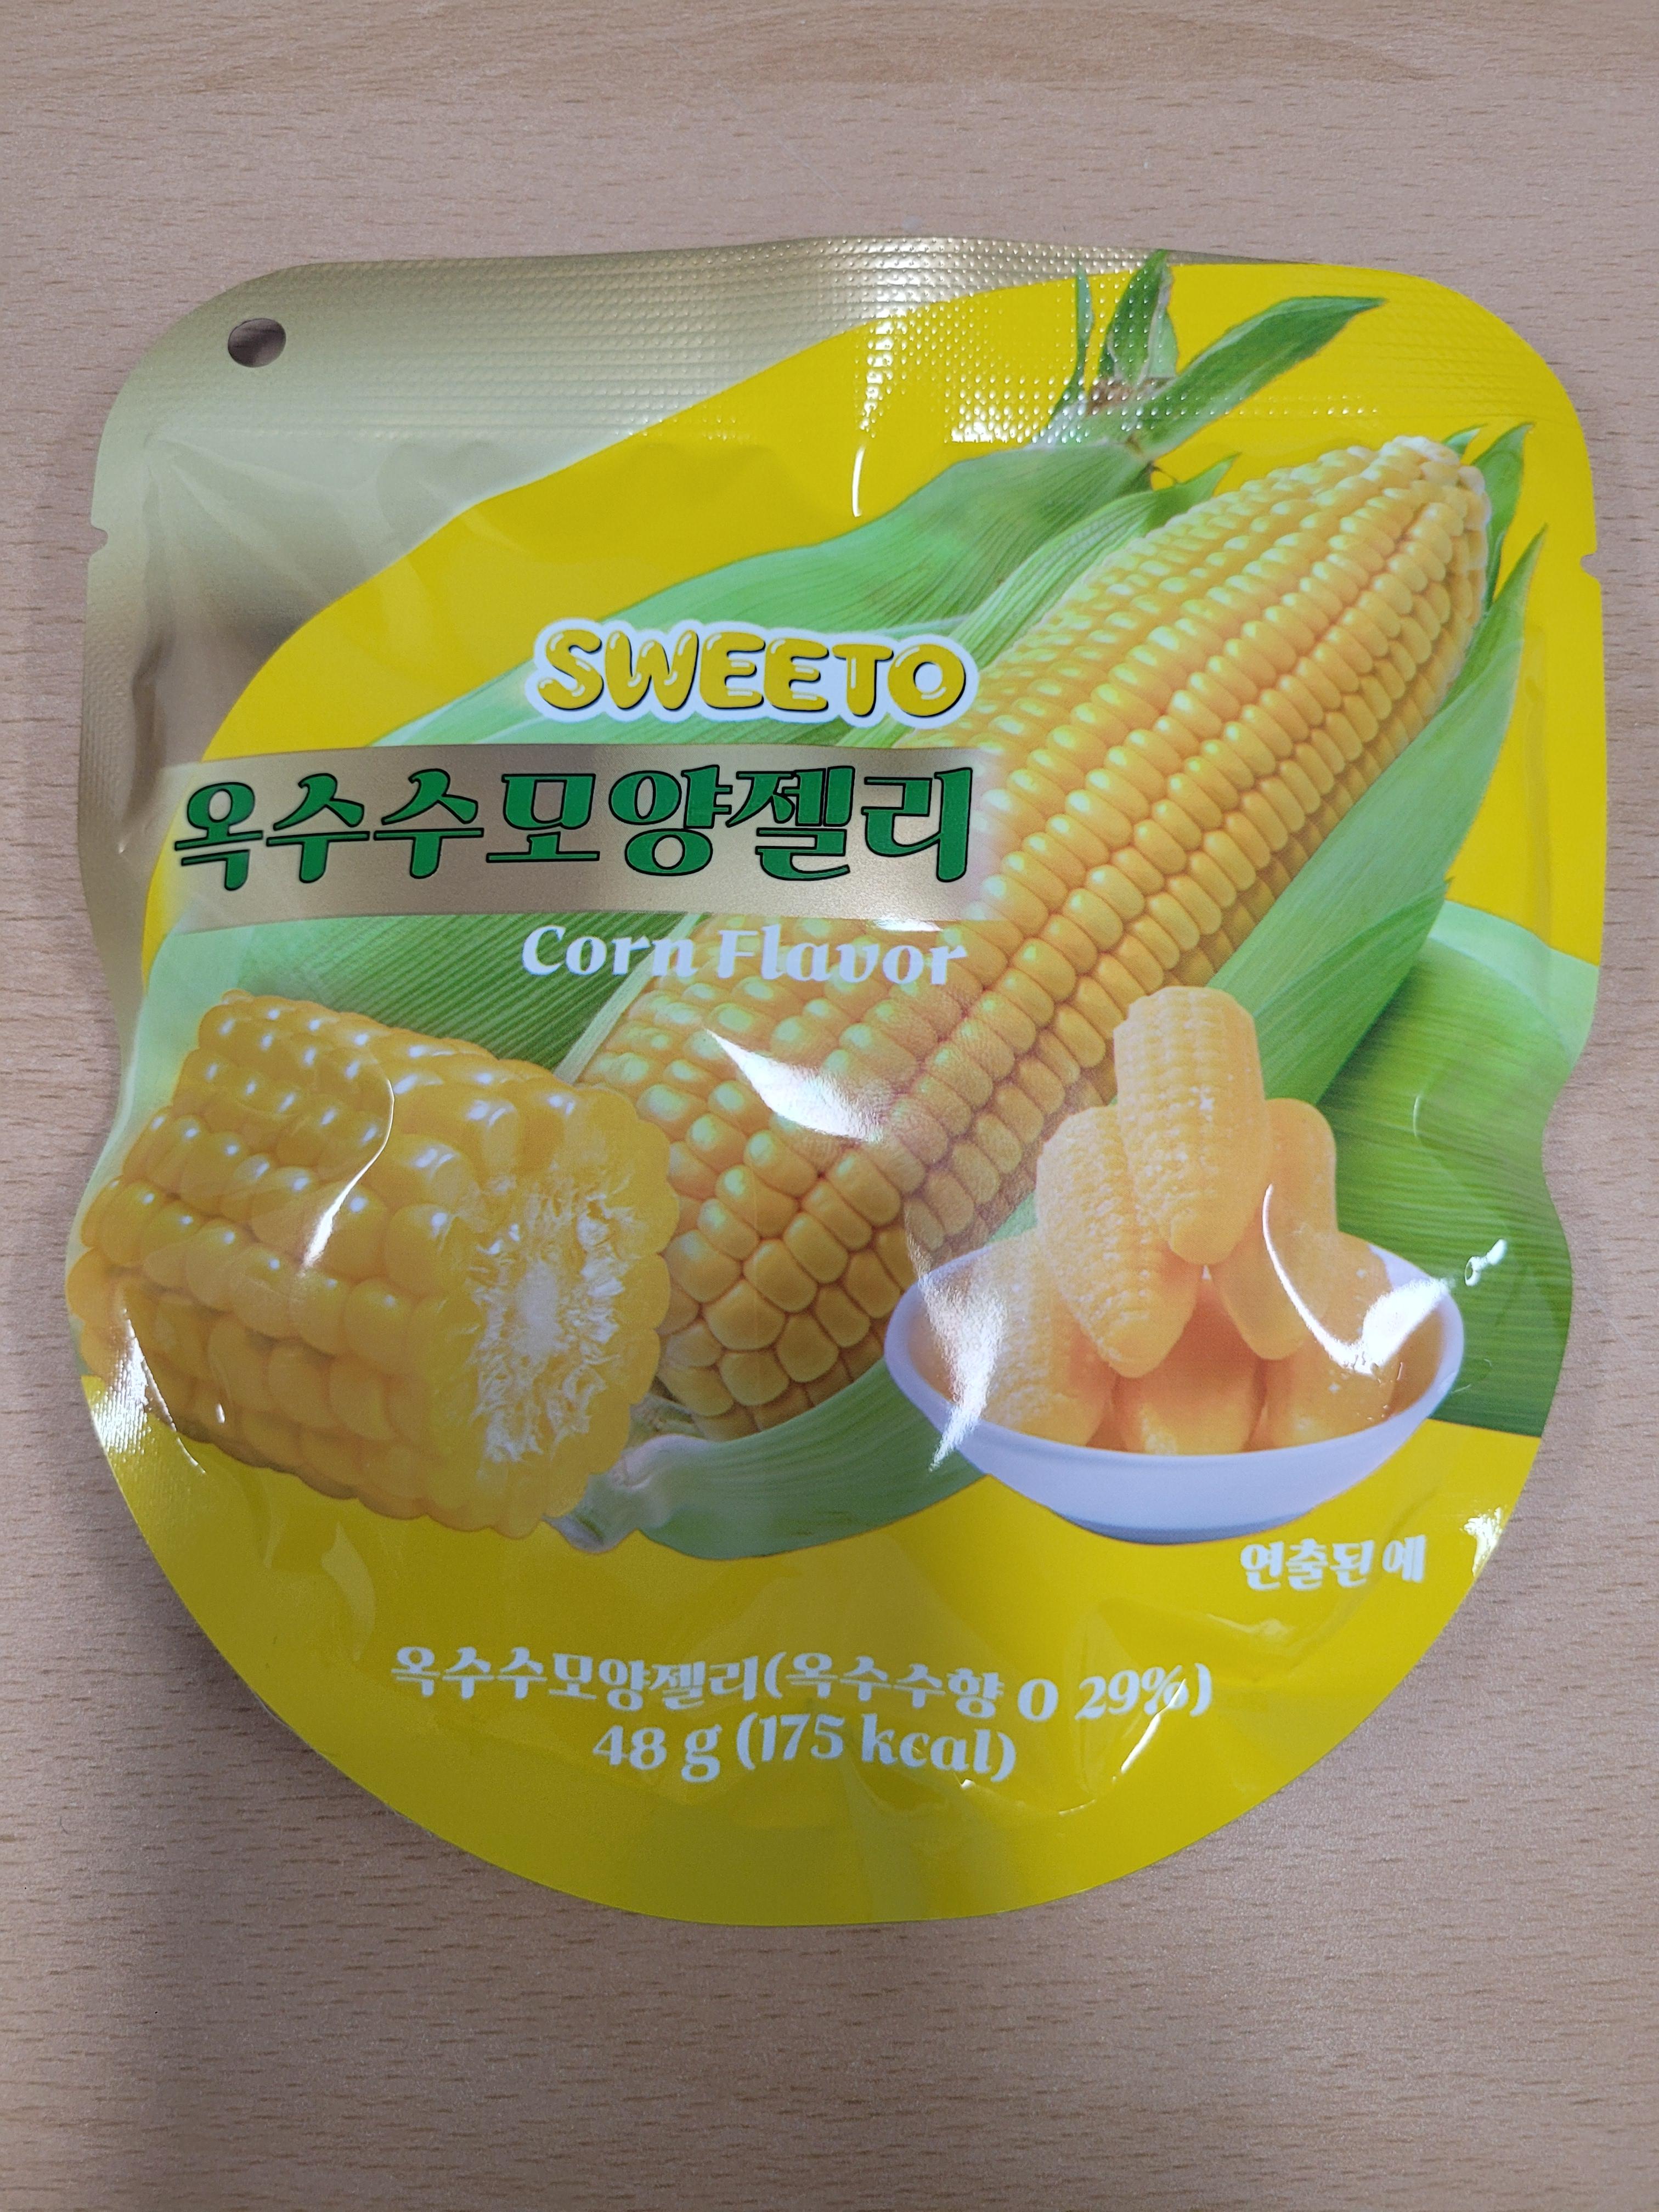 SWEETO
옥수수모양젤리
Corn Flavor
연출된 예
옥수수모양젤리(옥수수향 0 29%)
48 g (175 kcal)